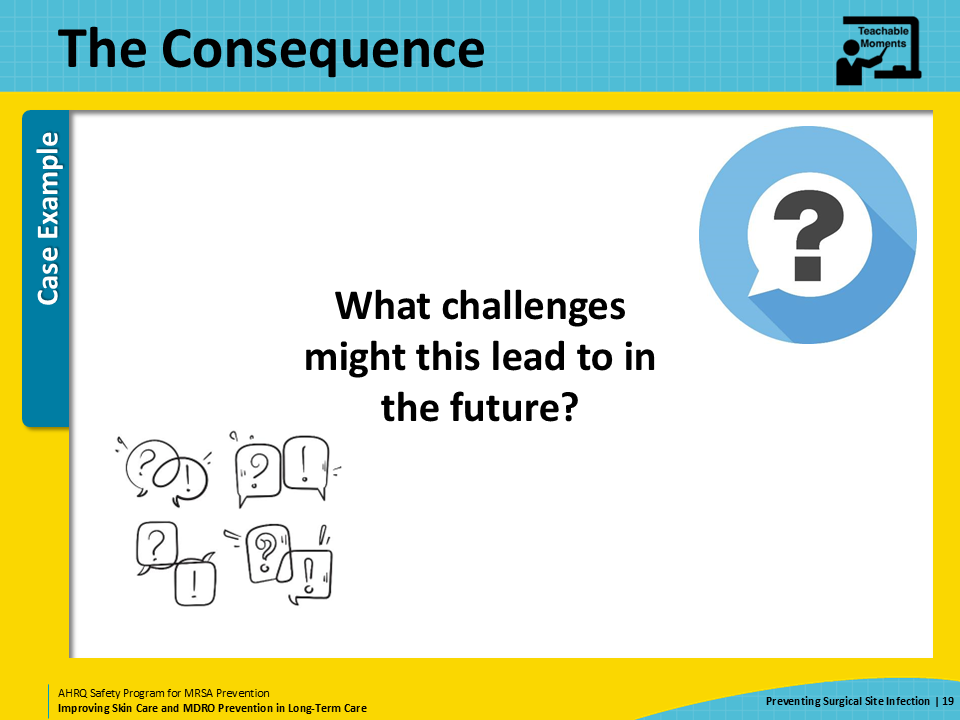 The Consequence
Teachable
Moments
Case Example
?
What challenges
might this lead to in
the future?
? !
? !
? !
? !
AHRQ Safety Program for MRSA Prevention
Improving Skin Care and MDRO Prevention in Long-Term Care
Preventing Surgical Site Infection | 19